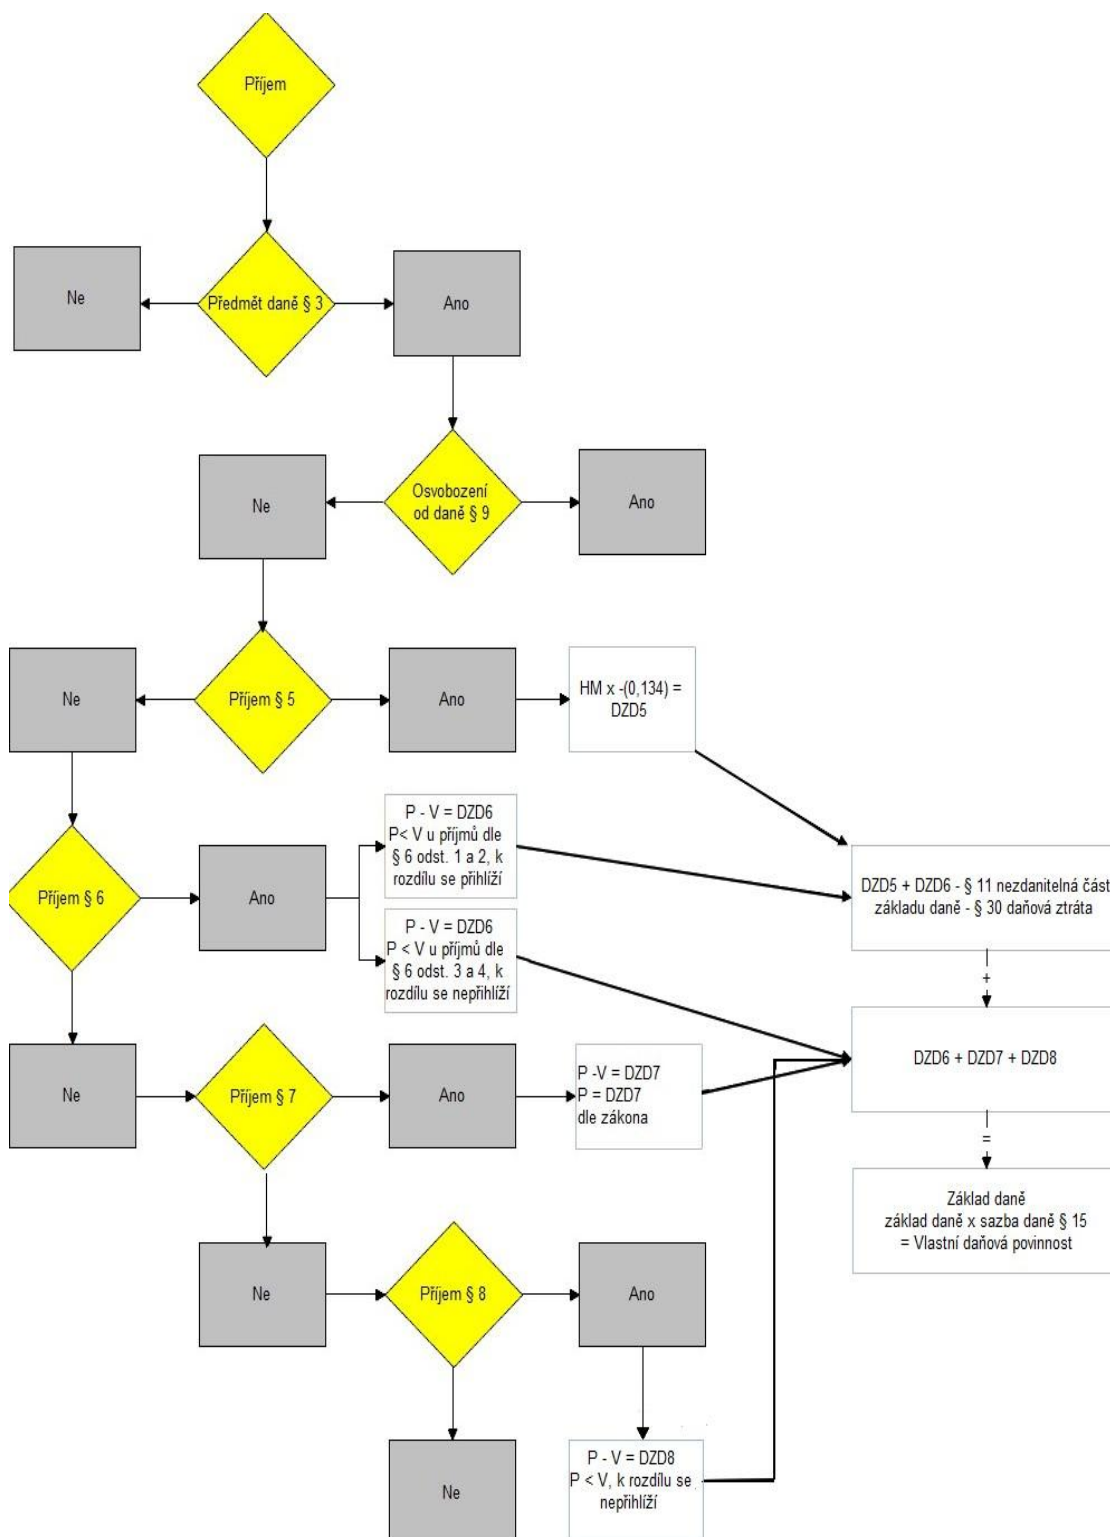 Příjem
Ne
Předmět daně § 3
Ano
Ne
Osvobození
od daně § 9
Ano
Ne
Příjem § 5
Ano
HM x -(0,134) =
DZD5
Příjem § 6
Ano
P - V = DZD6
P< V u příjmů dle
§ 6 odst. 1 a 2, k
rozdílu se přihlíží
P - V = DZD6
P < V u příjmů dle
§ 6 odst. 3 a 4, k
rozdílu se nepřihlíží
DZD5 + DZD6 - § 11 nezdanitelná část
základu daně - § 30 daňová ztráta
+
DZD6 + DZD7 + DZD8
Ne
Příjem § 7
Ano
P -V = DZD7
P = DZD7
dle zákona
=
Základ daně
základ daně x sazba daně § 15
= Vlastní daňová povinnost
Ne
Příjem § 8
Ano
Ne
P - V = DZD8
P < V, k rozdílu se
nepřihlíží